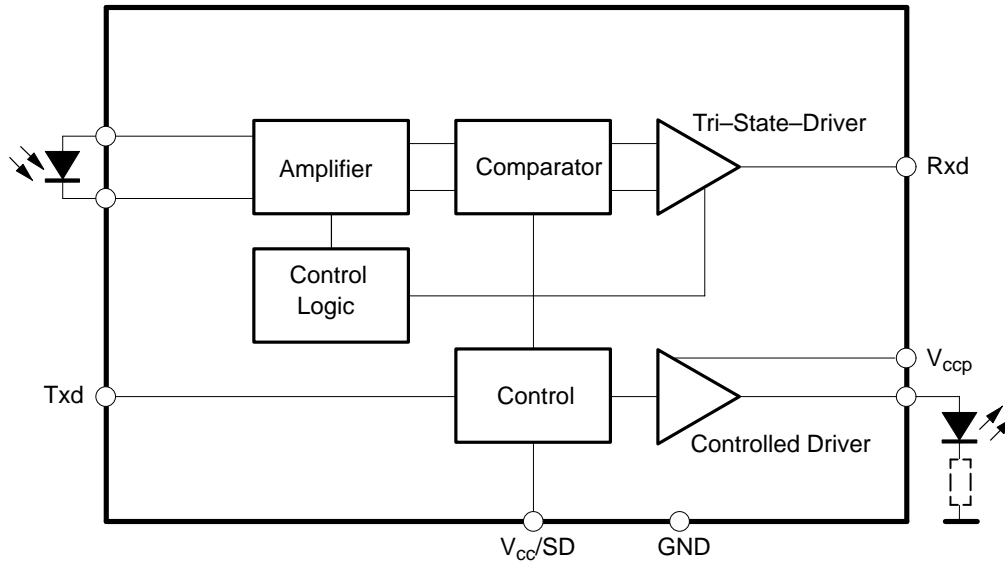 Tri–State–Driver
Amplifier
Comparator
Rxd
Control
Logic
Vccp
Txd
Control
Controlled Driver
Vcc/SD
GND